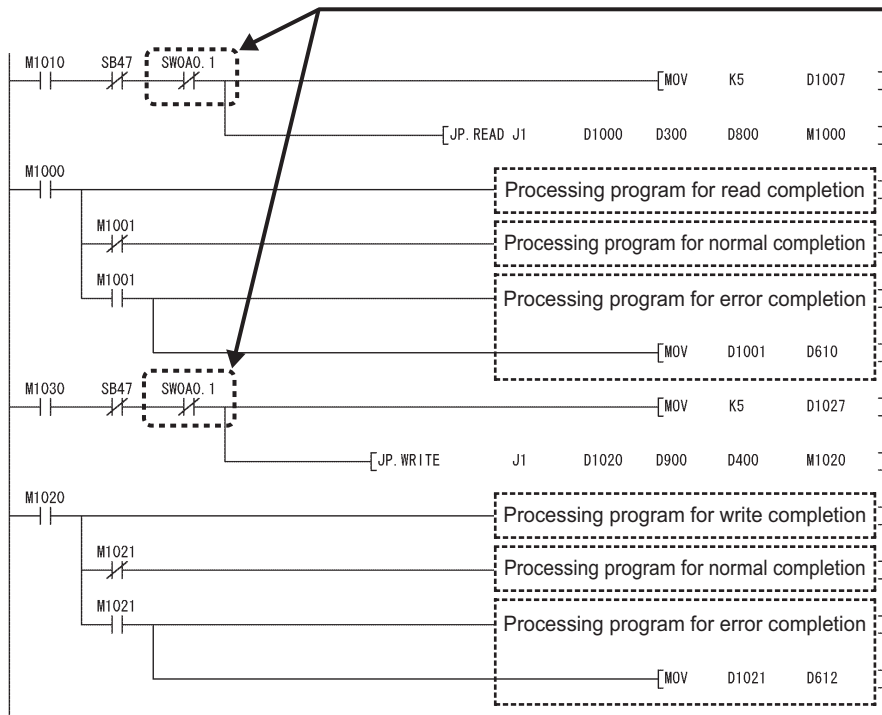 M1010 SB47 SW0A0.1
[MOV K5 D1007 ]
[JP.READ J1 D1000 D300 D800 M1000 ]
M1000
Processing program for read completion
M1001
Processing program for normal completion
M1001
Processing program for error completion
[MOV D1001 D610
M1030 SB47 SW0A0.1
[MOV K5 D1027 ]
[JP.WRITE J1 D1020 D900 D400 M1020 ]
M1020
Processing program for write completion
M1021
Processing program for normal completion
M1021
Processing program for error completion
[MOV D1021 D612